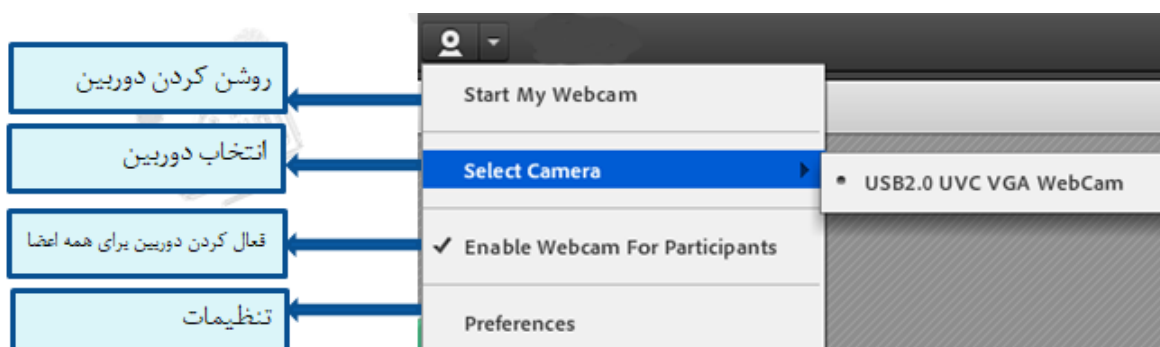 روشن کردن دوربین
Start My Webcam
انتخاب دوربین
Select Camera
USB2.0 UVC VGA WebCam
فعال کردن دوربین برای همه اعضا
Enable Webcam For Participants
تنظیمات
Preferences